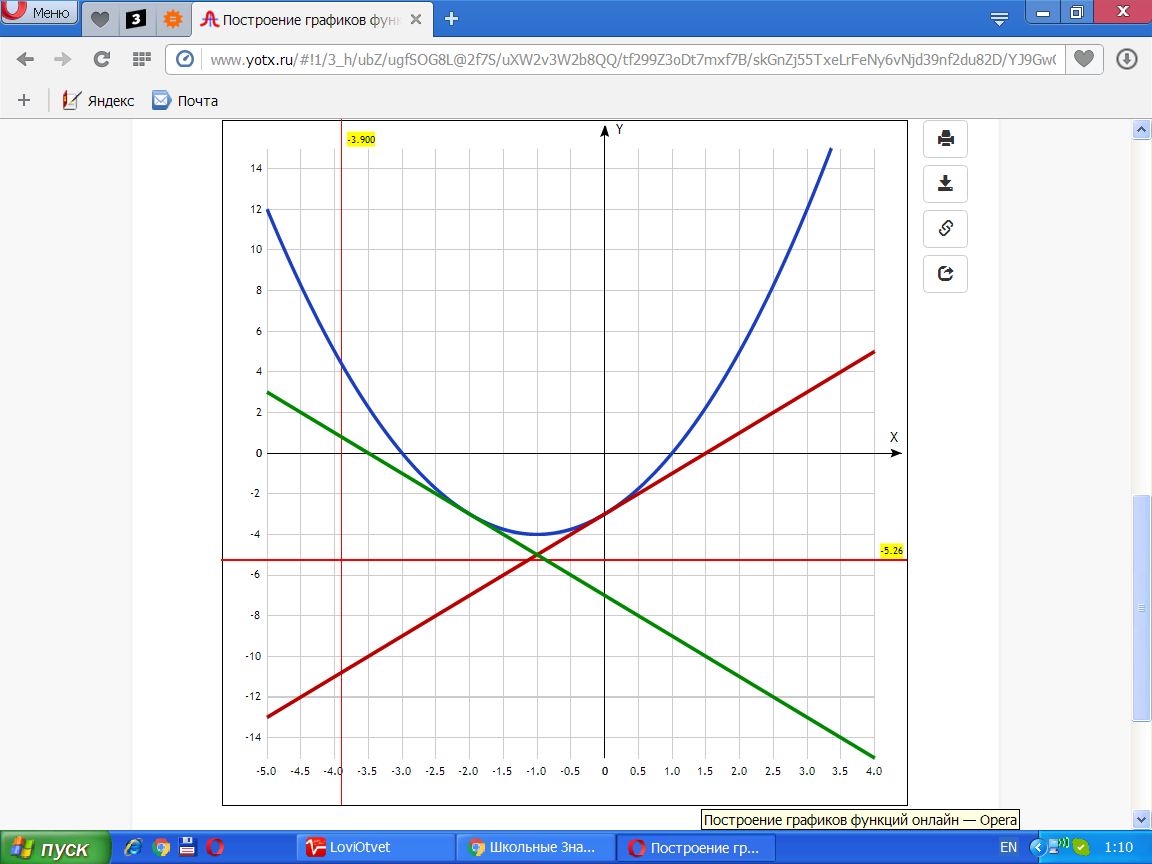 Меню
3
Построение графиков фун
www.yotx.ru/#!1/3_h/ubZ/ugfSOG8L@2f7S/uXW2v3W2b8QQ/tf299Z3oDt7mxf7B/skGnZj55TxeLrFeNy6vNjd39nf2du82D/YJ9Gw
Яндекс
Почта
-3.900
Y
14
12
10
8
6
4
2
0
X
-2
-4
-5.26
-6
-8
-10
-12
-14
-5.0 -4.5 -4.0 -3.5 -3.0 -2.5 -2.0 -1.5 -1.0 -0.5 0 0.5 1.0 1.5 2.0 2.5 3.0 3.5 4.0
Построение графиков функций онлайн — Opera
пуск
LoviOtvet
Школьные Зна...
Построение гр...
EN
1:10